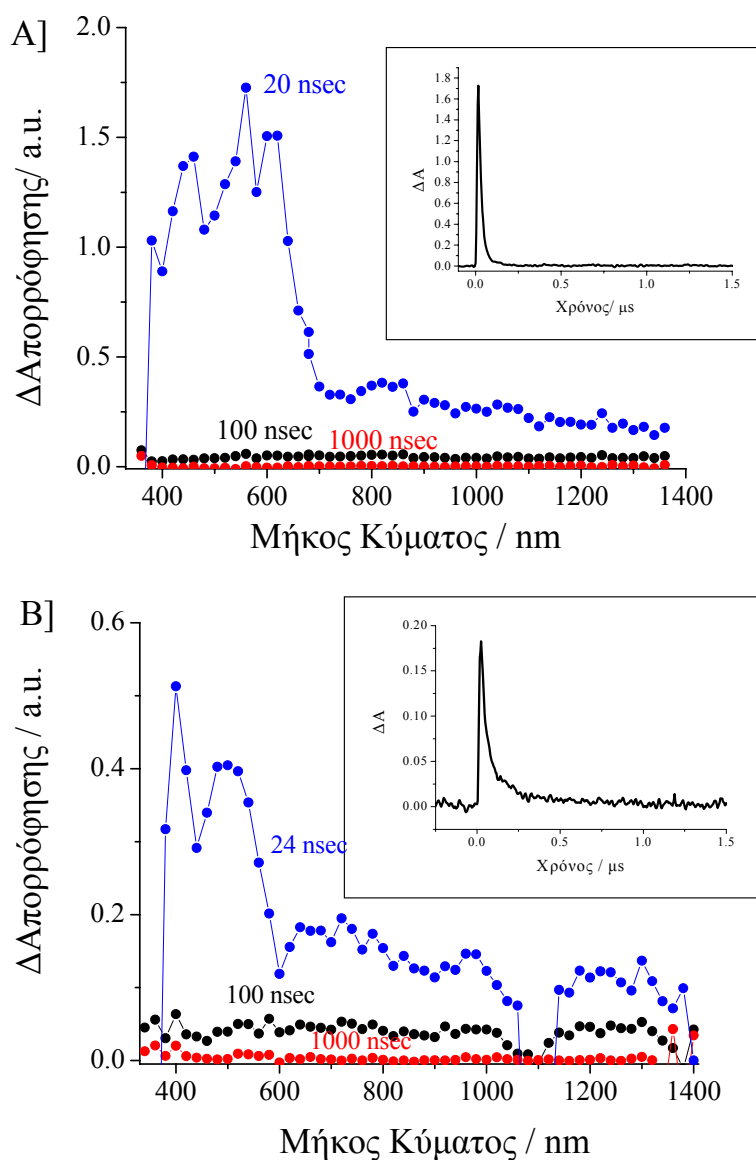 A]
2.0
1.5
1.0
0.5
0.0
ΔΑπορρόφησης/ a.u.
20 nsec
100 nsec
1000 nsec
400 600 800 1000 1200 1400
Μήκος Κύματος / nm
1.8
1.6
1.4
1.2
1.0
0.8
0.6
0.4
0.2
0.0
ΔΑ
0.0 0.5 1.0 1.5
Χρόνος/ μs
B]
0.6
0.4
0.2
0.0
ΔΑπορρόφησης / a.u.
24 nsec
100 nsec
1000 nsec
400 600 800 1000 1200 1400
Μήκος Κύματος / nm
0.20
0.15
0.10
0.05
0.00
ΔΑ
0.0 0.5 1.0 1.5
Χρόνος / μs